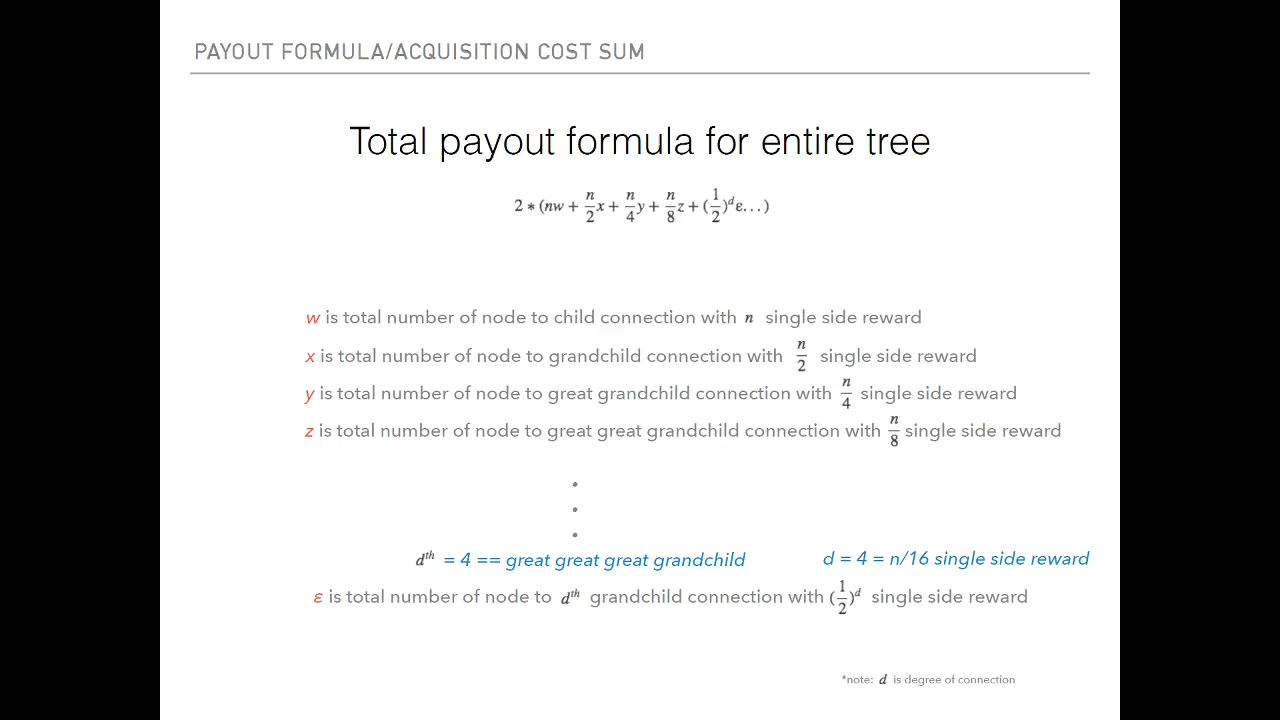 PAYOUT FORMULA/ACQUISITION COST SUM
Total payout formula for entire tree
2 * (nw + n/2 x + n/4 y + n/8 z + (1/2)^d ε. . . )
w is total number of node to child connection with n single side reward
x is total number of node to grandchild connection with n/2 single side reward
y is total number of node to great grandchild connection with n/4 single side reward
z is total number of node to great great grandchild connection with n/8 single side reward
d^th = 4 == great great great grandchild d = 4 = n/16 single side reward
ε is total number of node to d^th grandchild connection with (1/2)^d single side reward
*note: d is degree of connection